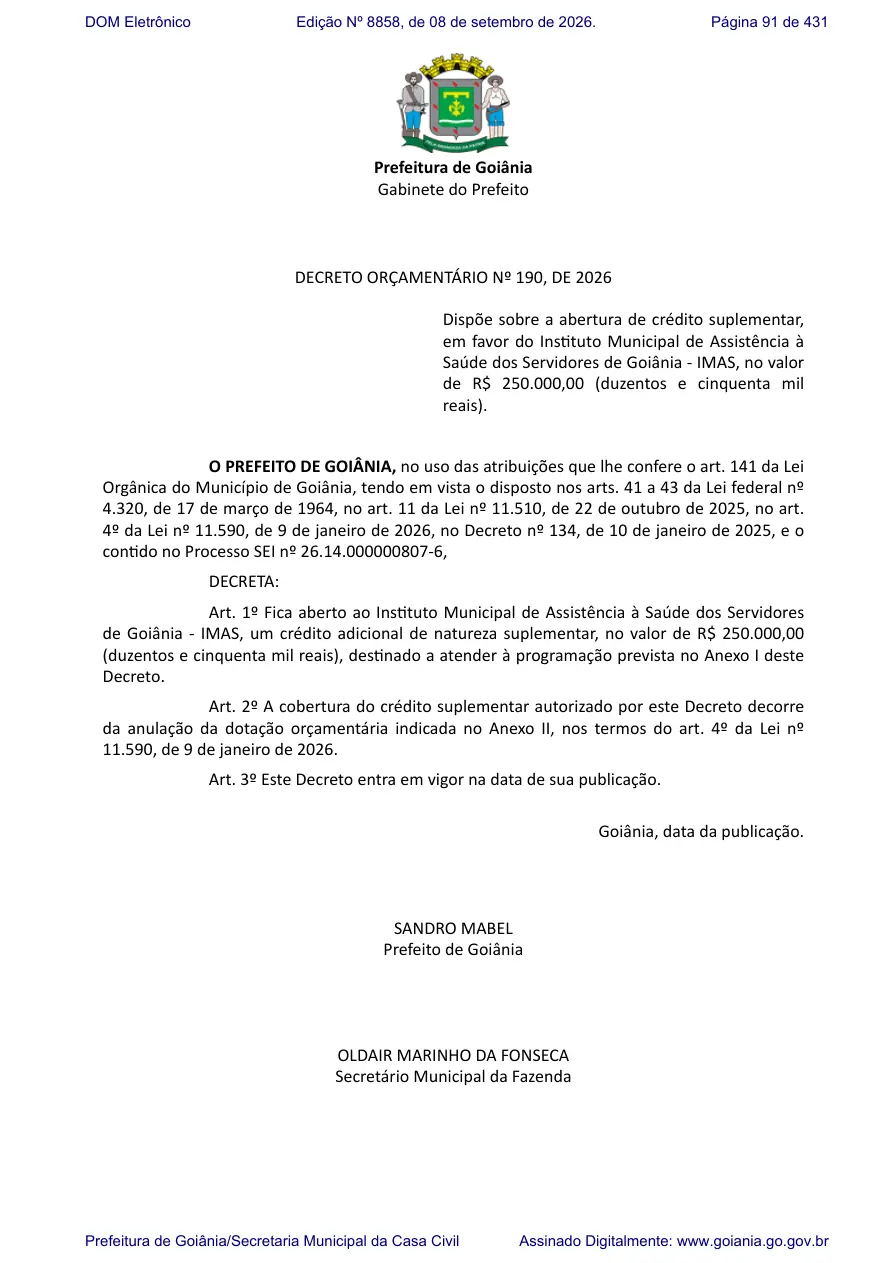 DOM Eletrônico Edição Nº 8858, de 08 de setembro de 2026. Página 91 de 431
PELA GRANDEZA DA PÁTRIA
Prefeitura de Goiânia
Gabinete do Prefeito
DECRETO ORÇAMENTÁRIO Nº 190, DE 2026
Dispõe sobre a abertura de crédito suplementar,
em favor do Instituto Municipal de Assistência à
Saúde dos Servidores de Goiânia - IMAS, no valor
de R$ 250.000,00 (duzentos e cinquenta mil
reais).
O PREFEITO DE GOIÂNIA, no uso das atribuições que lhe confere o art. 141 da Lei
Orgânica do Município de Goiânia, tendo em vista o disposto nos arts. 41 a 43 da Lei federal nº
4.320, de 17 de março de 1964, no art. 11 da Lei nº 11.510, de 22 de outubro de 2025, no art.
4º da Lei nº 11.590, de 9 de janeiro de 2026, no Decreto nº 134, de 10 de janeiro de 2025, e o
contido no Processo SEI nº 26.14.000000807-6,
DECRETA:
Art. 1º Fica aberto ao Instituto Municipal de Assistência à Saúde dos Servidores
de Goiânia - IMAS, um crédito adicional de natureza suplementar, no valor de R$ 250.000,00
(duzentos e cinquenta mil reais), destinado a atender à programação prevista no Anexo I deste
Decreto.
Art. 2º A cobertura do crédito suplementar autorizado por este Decreto decorre
da anulação da dotação orçamentária indicada no Anexo II, nos termos do art. 4º da Lei nº
11.590, de 9 de janeiro de 2026.
Art. 3º Este Decreto entra em vigor na data de sua publicação.
Goiânia, data da publicação.
SANDRO MABEL
Prefeito de Goiânia
OLDAIR MARINHO DA FONSECA
Secretário Municipal da Fazenda
Prefeitura de Goiânia/Secretaria Municipal da Casa Civil Assinado Digitalmente: www.goiania.go.gov.br